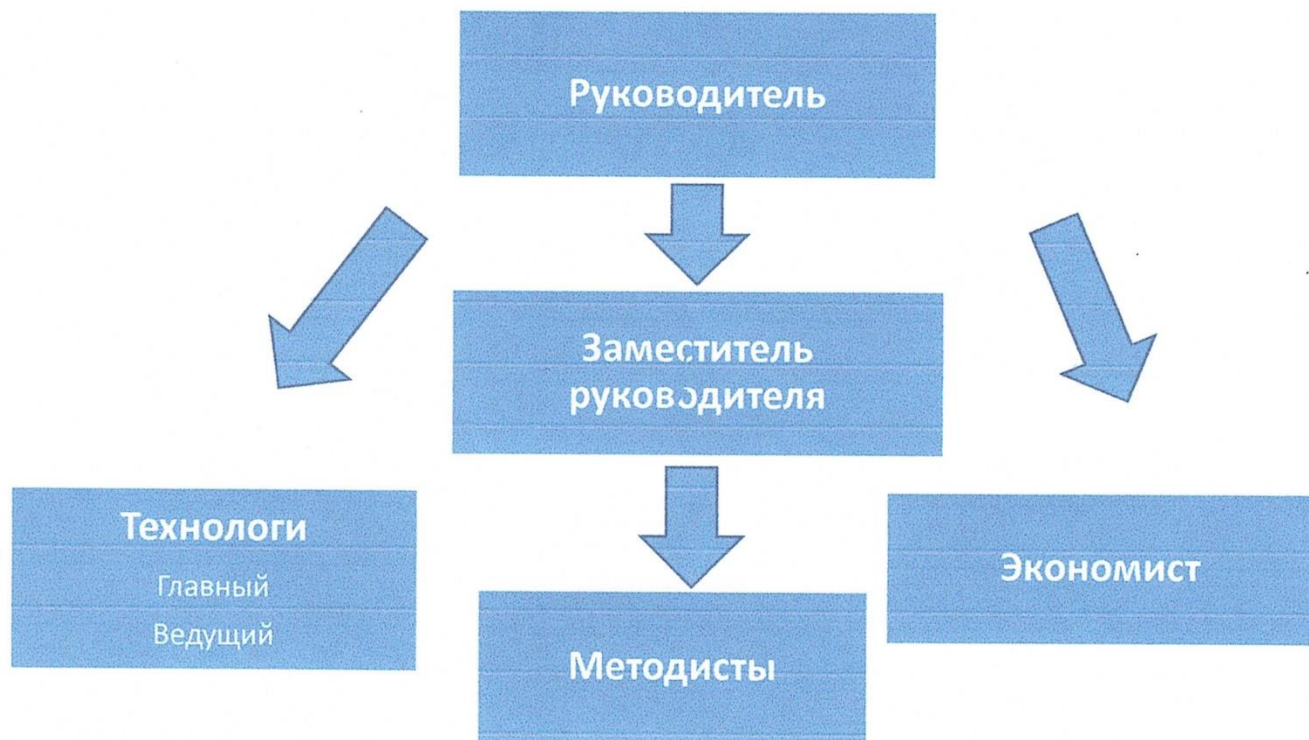 Руководитель
Заместитель
руководителя
Технологи
Главный
Ведущий
Экономист
Методисты